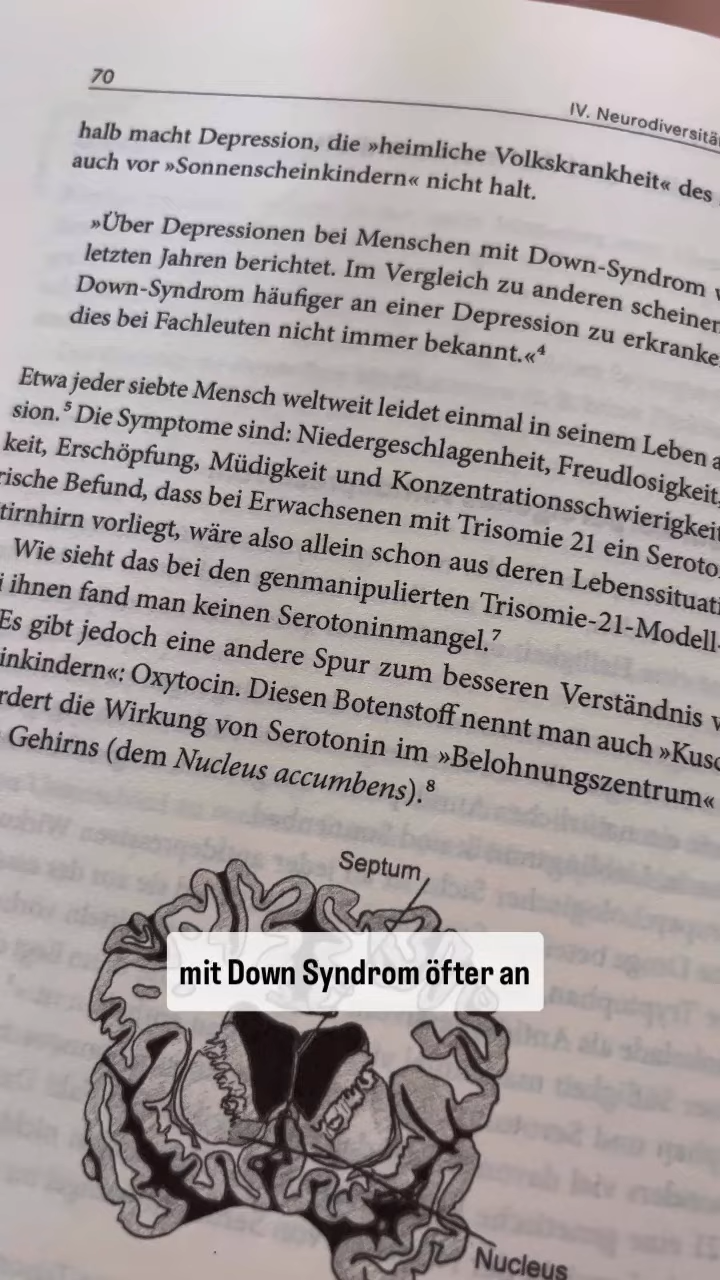 70
IV. Neurodiversitä
halb macht Depression, die »heimliche Volkskrankheit« des
auch vor »Sonnenscheinkindern« nicht halt.
»Über Depressionen bei Menschen mit Down-Syndrom
letzten Jahren berichtet. Im Vergleich zu anderen scheinen
Down-Syndrom häufiger an einer Depression zu erkranke
dies bei Fachleuten nicht immer bekannt.«⁴
Etwa jeder siebte Mensch weltweit leidet einmal in seinem Leben a
sion.⁵ Die Symptome sind: Niedergeschlagenheit, Freudlosigkeit,
keit, Erschöpfung, Müdigkeit und Konzentrationsschwierigkeit
rische Befund, dass bei Erwachsenen mit Trisomie 21 ein Seroto
tirnhirn vorliegt, wäre also allein schon aus deren Lebenssituati
Wie sieht das bei den genmanipulierten Trisomie-21-Modell-
i ihnen fand man keinen Serotoninmangel.⁷
Es gibt jedoch eine andere Spur zum besseren Verständnis v
inkindern«: Oxytocin. Diesen Botenstoff nennt man auch »Kusc
rdert die Wirkung von Serotonin im »Belohnungszentrum«
Gehirns (dem Nucleus accumbens).⁸
Septum
mit Down Syndrom öfter an
Nucleus